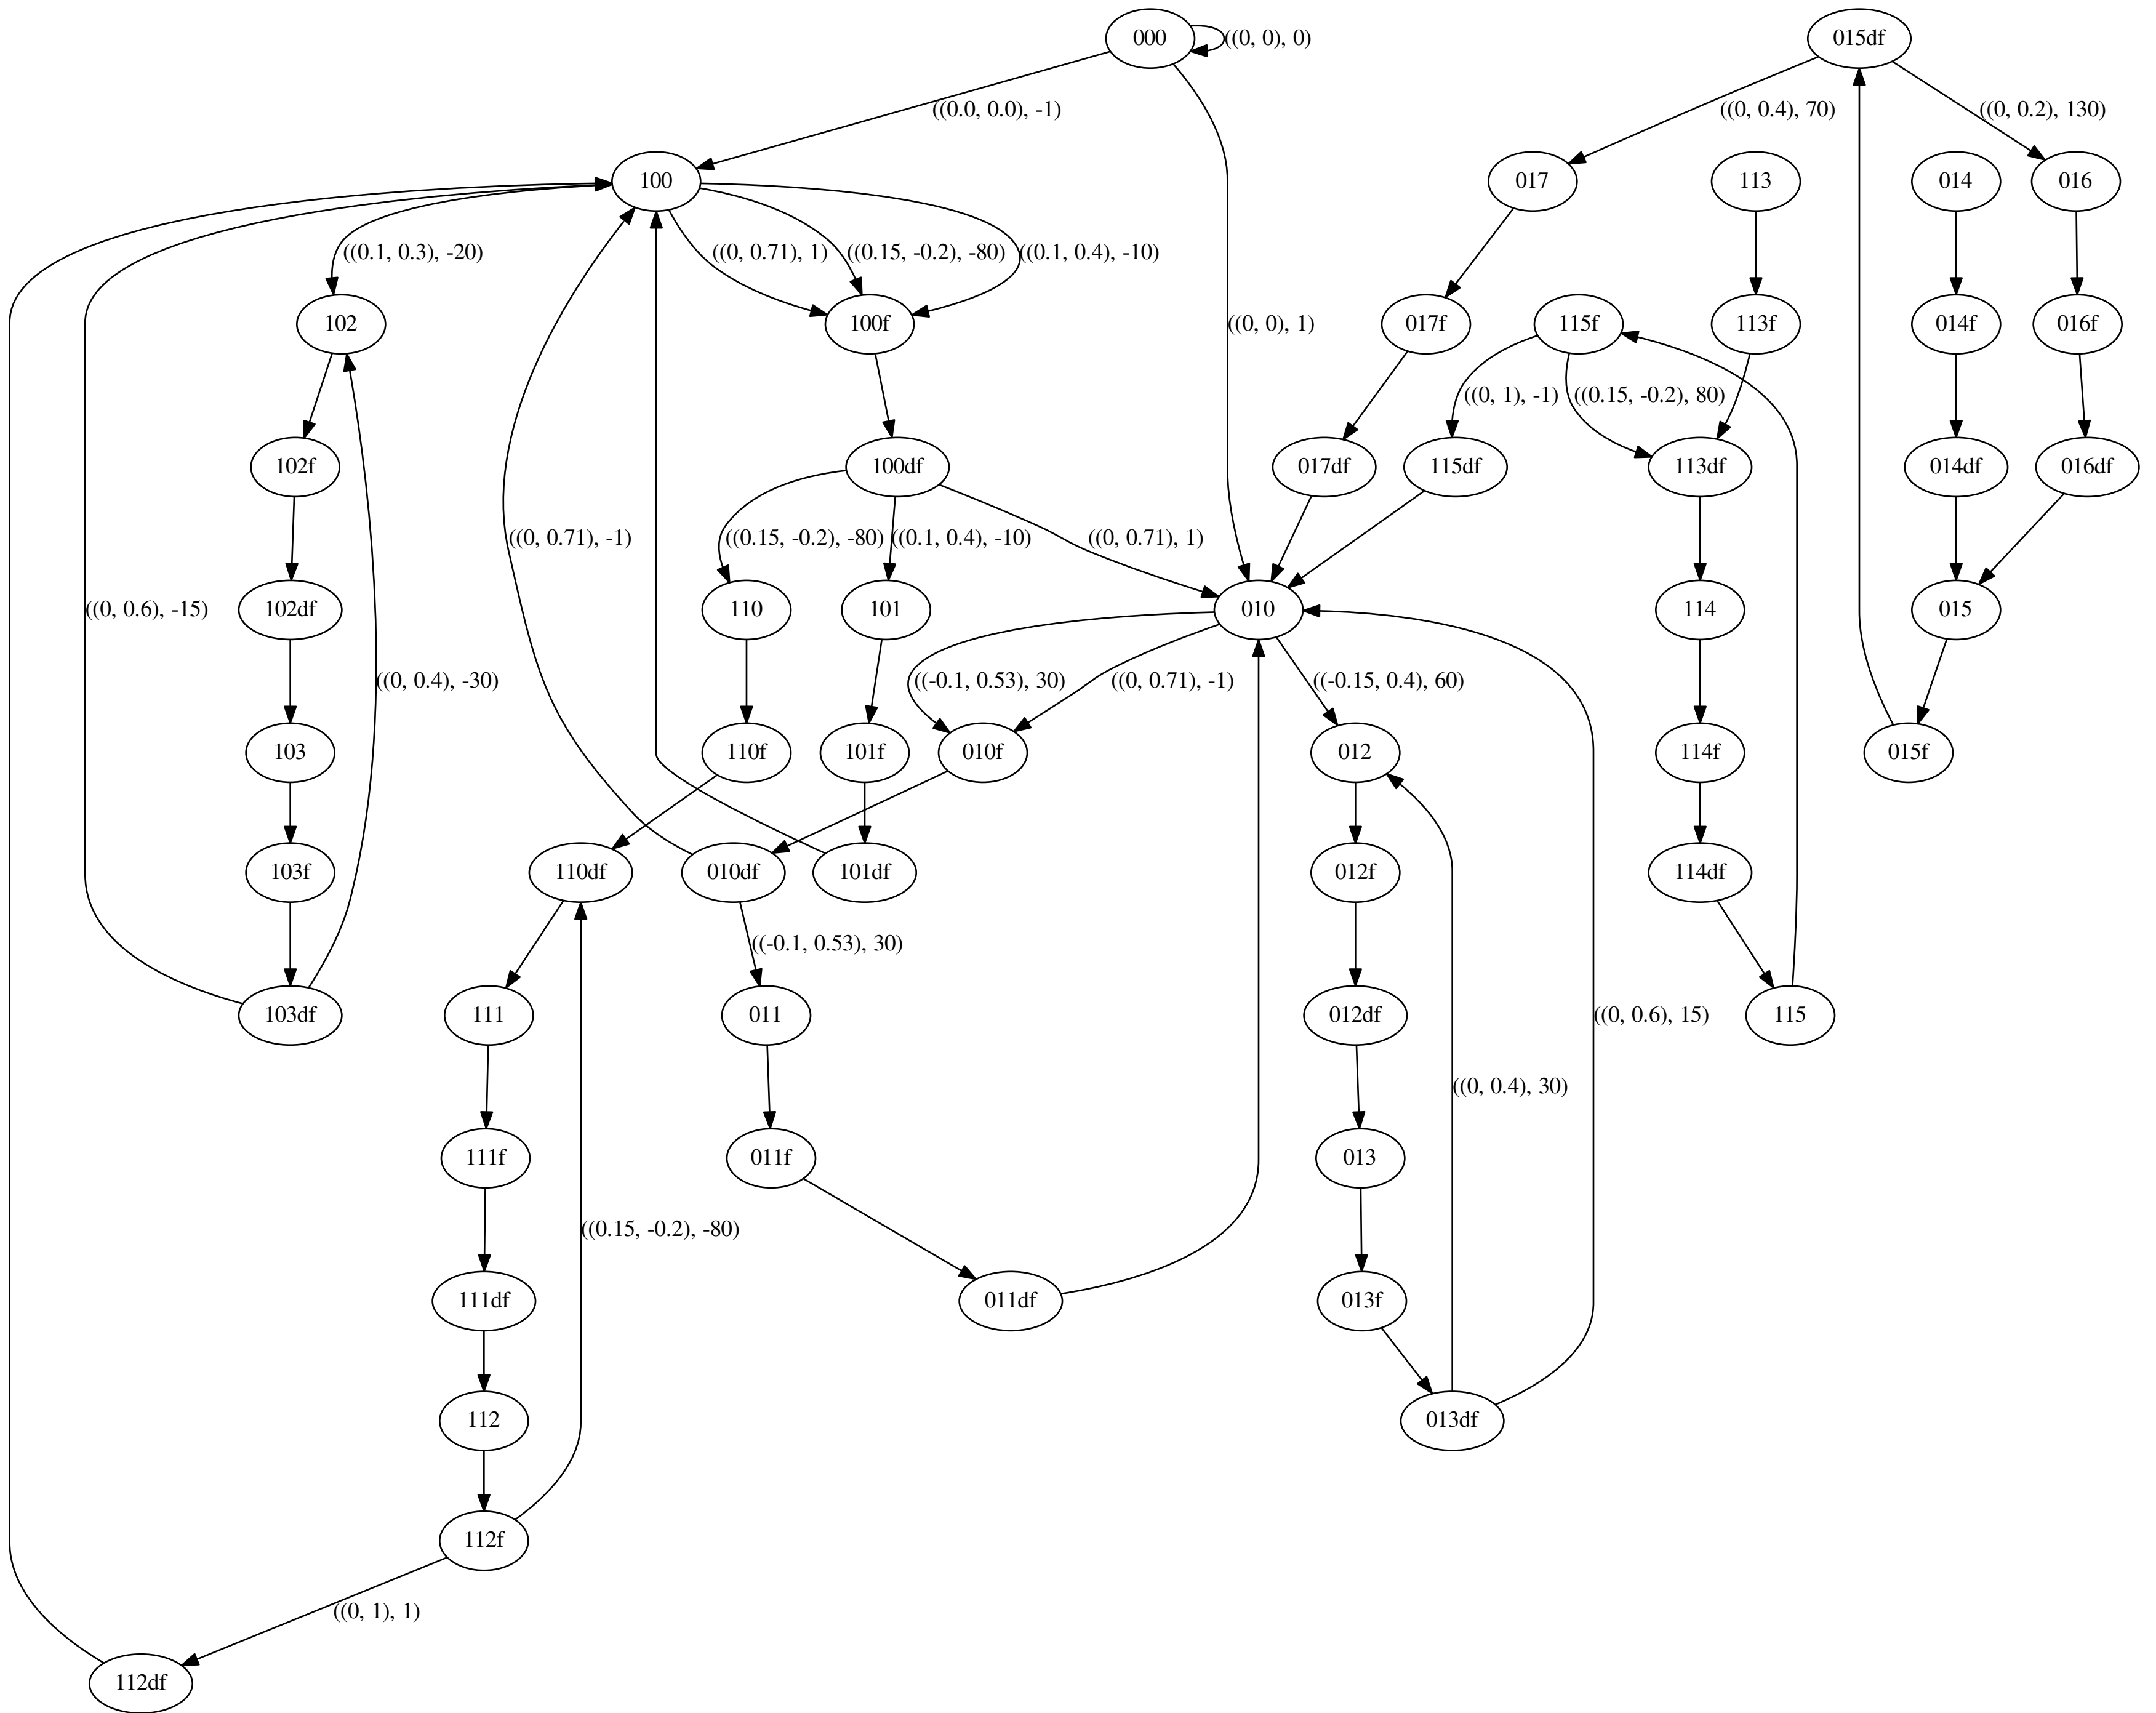 000
((0, 0), 0)
015df
((0.0, 0.0), -1)
((0, 0.4), 70)
((0, 0.2), 130)
100
017
113
014
016
((0.1, 0.3), -20)
((0, 0.71), 1)
((0.15, -0.2), -80)
((0.1, 0.4), -10)
102
100f
((0, 0), 1)
017f
115f
113f
014f
016f
((0, 1), -1)
((0.15, -0.2), 80)
102f
100df
017df
115df
113df
014df
016df
((0, 0.71), -1)
((0.15, -0.2), -80)
((0.1, 0.4), -10)
((0, 0.71), 1)
((0, 0.6), -15)
102df
110
101
010
114
015
((0, 0.4), -30)
((-0.1, 0.53), 30)
((0, 0.71), -1)
((-0.15, 0.4), 60)
103
110f
101f
010f
012
114f
015f
103f
110df
010df
101df
012f
114df
((-0.1, 0.53), 30)
103df
111
011
012df
((0, 0.6), 15)
115
((0, 0.4), 30)
111f
011f
013
((0.15, -0.2), -80)
111df
011df
013f
112
013df
112f
((0, 1), 1)
112df